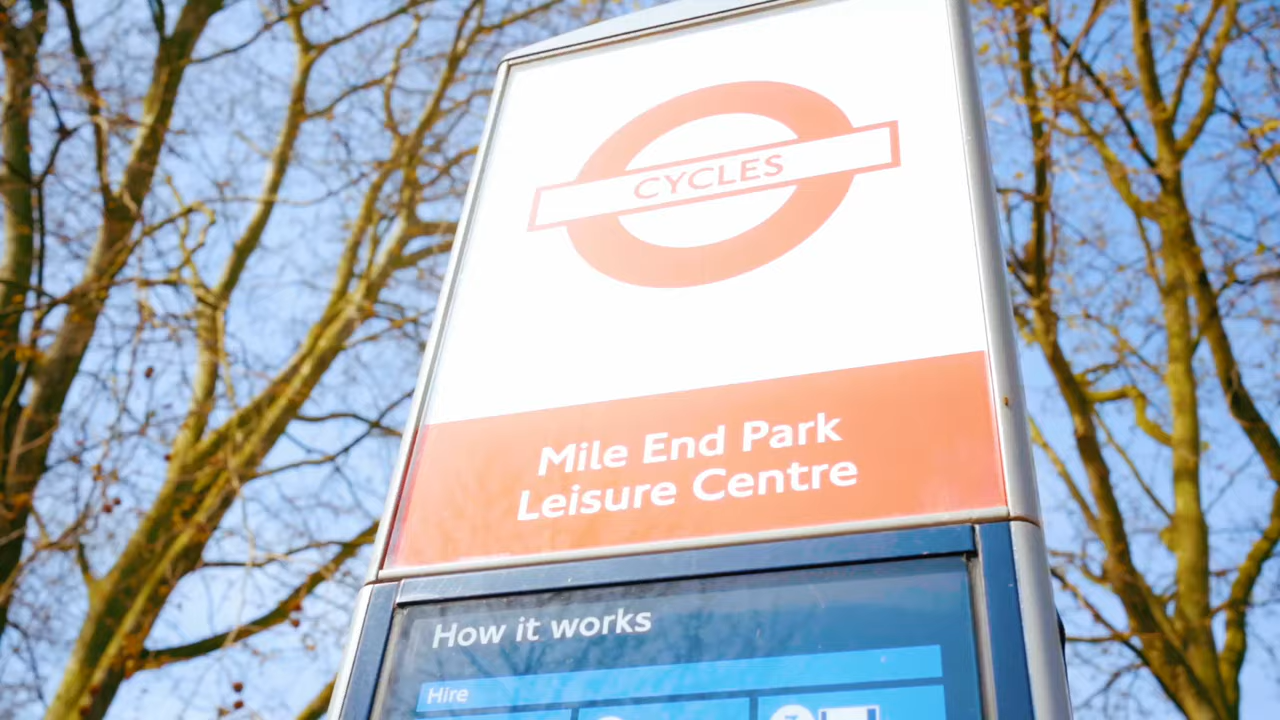 CYCLES
Mile End Park
Leisure Centre
How it works
Hire